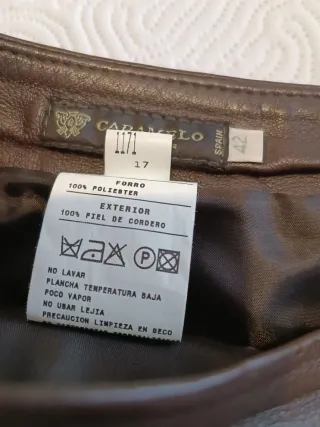 CARAMELO
SPAIN
42
1171
17
FORRO
100% POLIESTER
EXTERIOR
100% PIEL DE CORDERO
P
NO LAVAR
PLANCHA TEMPERATURA BAJA
POCO VAPOR
NO USAR LEJIA
PRECAUCION LIMPIEZA EN SECO